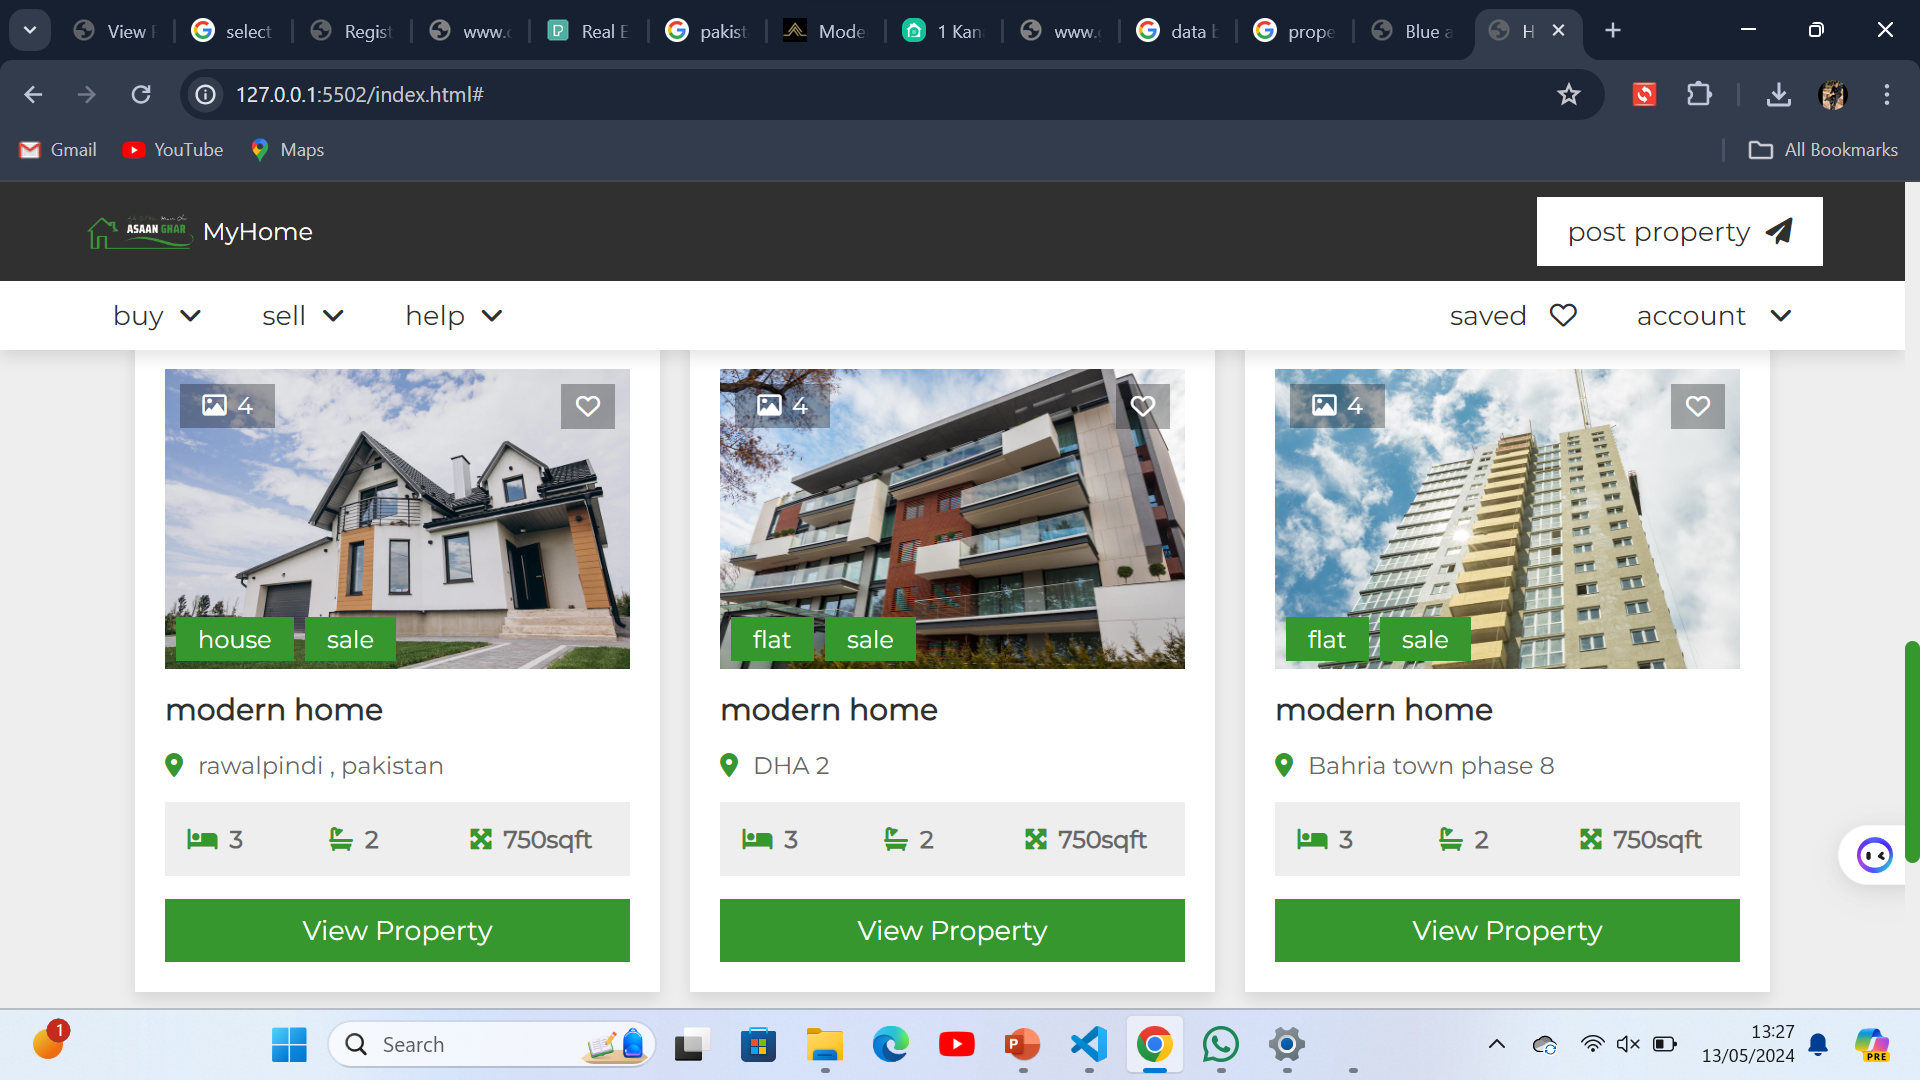 View
select
Regist
www.
Real E
pakist
Mode
1 Kan
www.
data b
prope
Blue a
H
127.0.0.1:5502/index.html#
Gmail
YouTube
Maps
All Bookmarks
ASAAN GHAR
MyHome
post property
buy
sell
help
saved
account
4
4
4
house
sale
flat
sale
flat
sale
modern home
modern home
modern home
rawalpindi , pakistan
DHA 2
Bahria town phase 8
3 2 750sqft
3 2 750sqft
3 2 750sqft
View Property
View Property
View Property
1
Search
P
13:27
13/05/2024
PRE